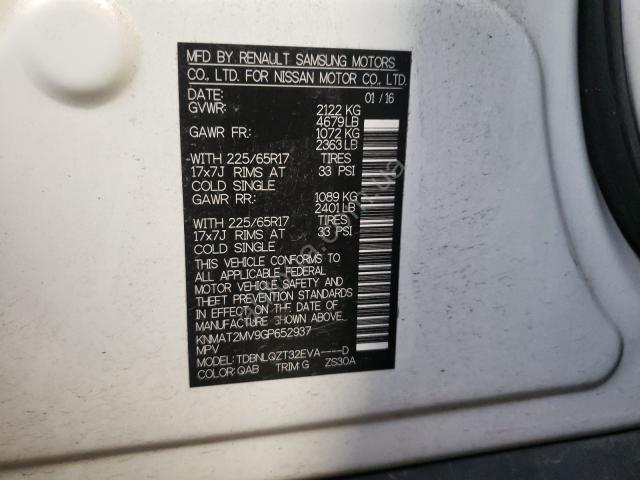 MFD BY RENAULT SAMSUNG MOTORS
CO., LTD. FOR NISSAN MOTOR CO., LTD.
DATE: 01 / 16
GVWR: 2122 KG
4679 LB
GAWR FR: 1072 KG
2363 LB
WITH 225/65R17 TIRES
17x7J RIMS AT 33 PSI
COLD SINGLE
GAWR RR: 1089 KG
2401 LB
WITH 225/65R17 TIRES
17x7J RIMS AT 33 PSI
COLD SINGLE
THIS VEHICLE CONFORMS TO
ALL APPLICABLE FEDERAL
MOTOR VEHICLE SAFETY AND
THEFT PREVENTION STANDARDS
IN EFFECT ON THE DATE OF
MANUFACTURE SHOWN ABOVE.
KNMAT2MV9GP652937
MPV
MODEL: TDBNLQZT32EVA----D
COLOR: QAB TRIM: G ZS30A